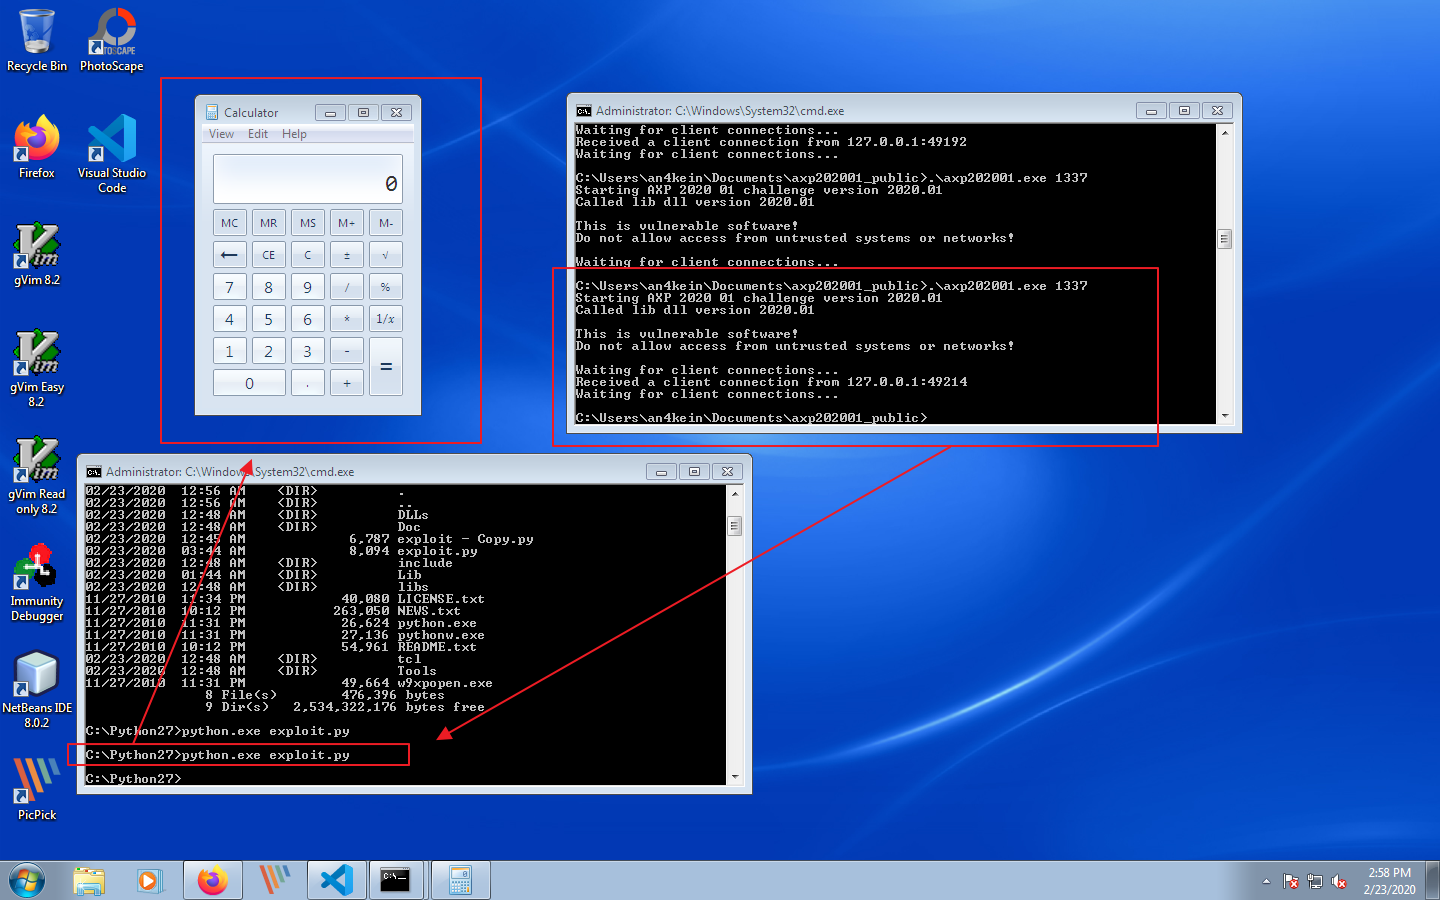 Recycle Bin
PhotoScape
Firefox
Visual Studio
Code
gVim 8.2
gVim Easy
8.2
gVim Read
only 8.2
Immunity
Debugger
NetBeans IDE
8.0.2
PicPick
Calculator
View Edit Help
0
MC MR MS M+ M-
← CE C ± √
7 8 9 / %
4 5 6 * 1/x
1 2 3 - =
0 . +
Administrator: C:\Windows\System32\cmd.exe
Waiting for client connections...
Received a client connection from 127.0.0.1:49192
Waiting for client connections...
C:\Users\an4kein\Documents\axp202001_public>.\axp202001.exe 1337
Starting AXP 2020 01 challenge version 2020.01
Called lib dll version 2020.01
This is vulnerable software!
Do not allow access from untrusted systems or networks!
Waiting for client connections...
C:\Users\an4kein\Documents\axp202001_public>.\axp202001.exe 1337
Starting AXP 2020 01 challenge version 2020.01
Called lib dll version 2020.01
This is vulnerable software!
Do not allow access from untrusted systems or networks!
Waiting for client connections...
Received a client connection from 127.0.0.1:49214
Waiting for client connections...
C:\Users\an4kein\Documents\axp202001_public>
Administrator: C:\Windows\System32\cmd.exe
02/23/2020 12:56 AM <DIR> .
02/23/2020 12:56 AM <DIR> ..
02/23/2020 12:48 AM <DIR> DLLs
02/23/2020 12:48 AM <DIR> Doc
02/23/2020 12:45 AM 6,787 exploit - Copy.py
02/23/2020 03:44 AM 8,094 exploit.py
02/23/2020 12:48 AM <DIR> include
02/23/2020 01:44 AM <DIR> Lib
02/23/2020 12:48 AM <DIR> libs
11/27/2010 11:34 PM 40,080 LICENSE.txt
11/27/2010 10:12 PM 263,050 NEWS.txt
11/27/2010 11:31 PM 26,624 python.exe
11/27/2010 11:31 PM 27,136 pythonw.exe
11/27/2010 10:12 PM 54,961 README.txt
02/23/2020 12:48 AM <DIR> tcl
02/23/2020 12:48 AM <DIR> Tools
11/27/2010 11:31 PM 49,664 w9xpopen.exe
8 File(s) 476,396 bytes
9 Dir(s) 2,534,322,176 bytes free
C:\Python27>python.exe exploit.py
C:\Python27>python.exe exploit.py
C:\Python27>
2:58 PM
2/23/2020